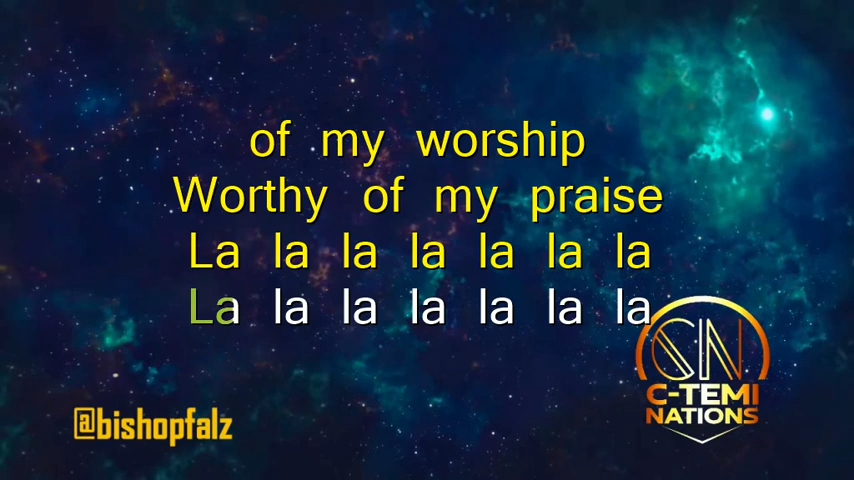 of my worship
Worthy of my praise
La la la la la la la
La la la la la la la
CN
C-TEMI
NATIONS
@bishopfalz